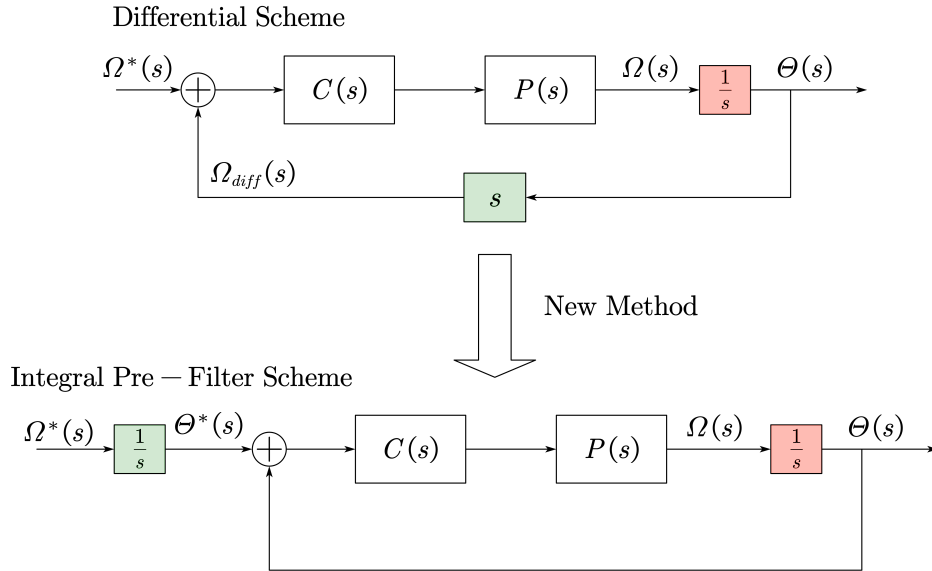 Differential Scheme
Ω*(s) + C(s) P(s) Ω(s) 1/s Θ(s)
Ω_diff(s) s
New Method
Integral Pre − Filter Scheme
Ω*(s) 1/s Θ*(s) + C(s) P(s) Ω(s) 1/s Θ(s)